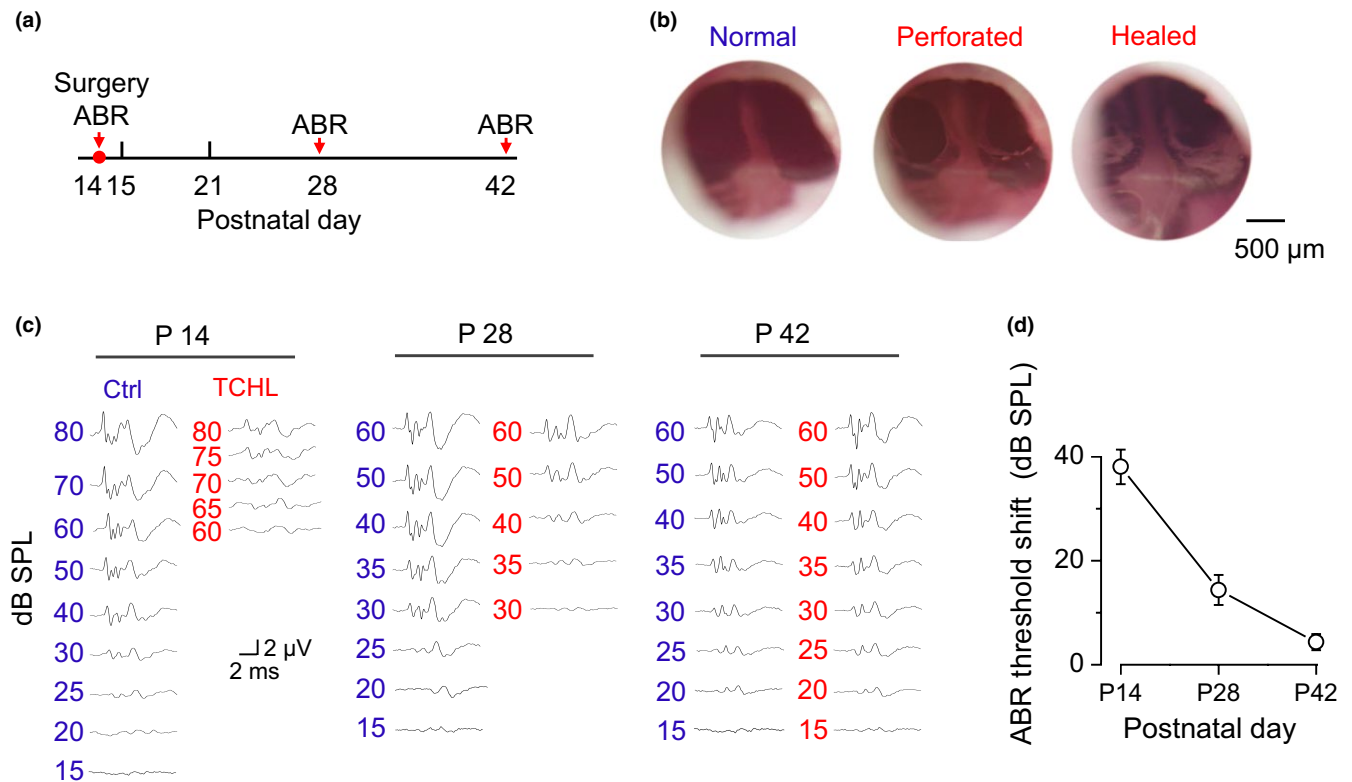 (a)
Surgery
ABR
ABR
ABR
14 15 21 28 42
Postnatal day
(b)
Normal Perforated Healed
500 µm
(c)
P 14 P 28 P 42
Ctrl TCHL
dB SPL
80
70
60
50
40
30
25
20
15
80
75
70
65
60
2 µV
2 ms
60
50
40
35
30
25
20
15
60
50
40
35
30
60
50
40
35
30
25
20
15
60
50
40
35
30
25
20
15
(d)
ABR threshold shift (dB SPL)
40
20
0
P14 P28 P42
Postnatal day